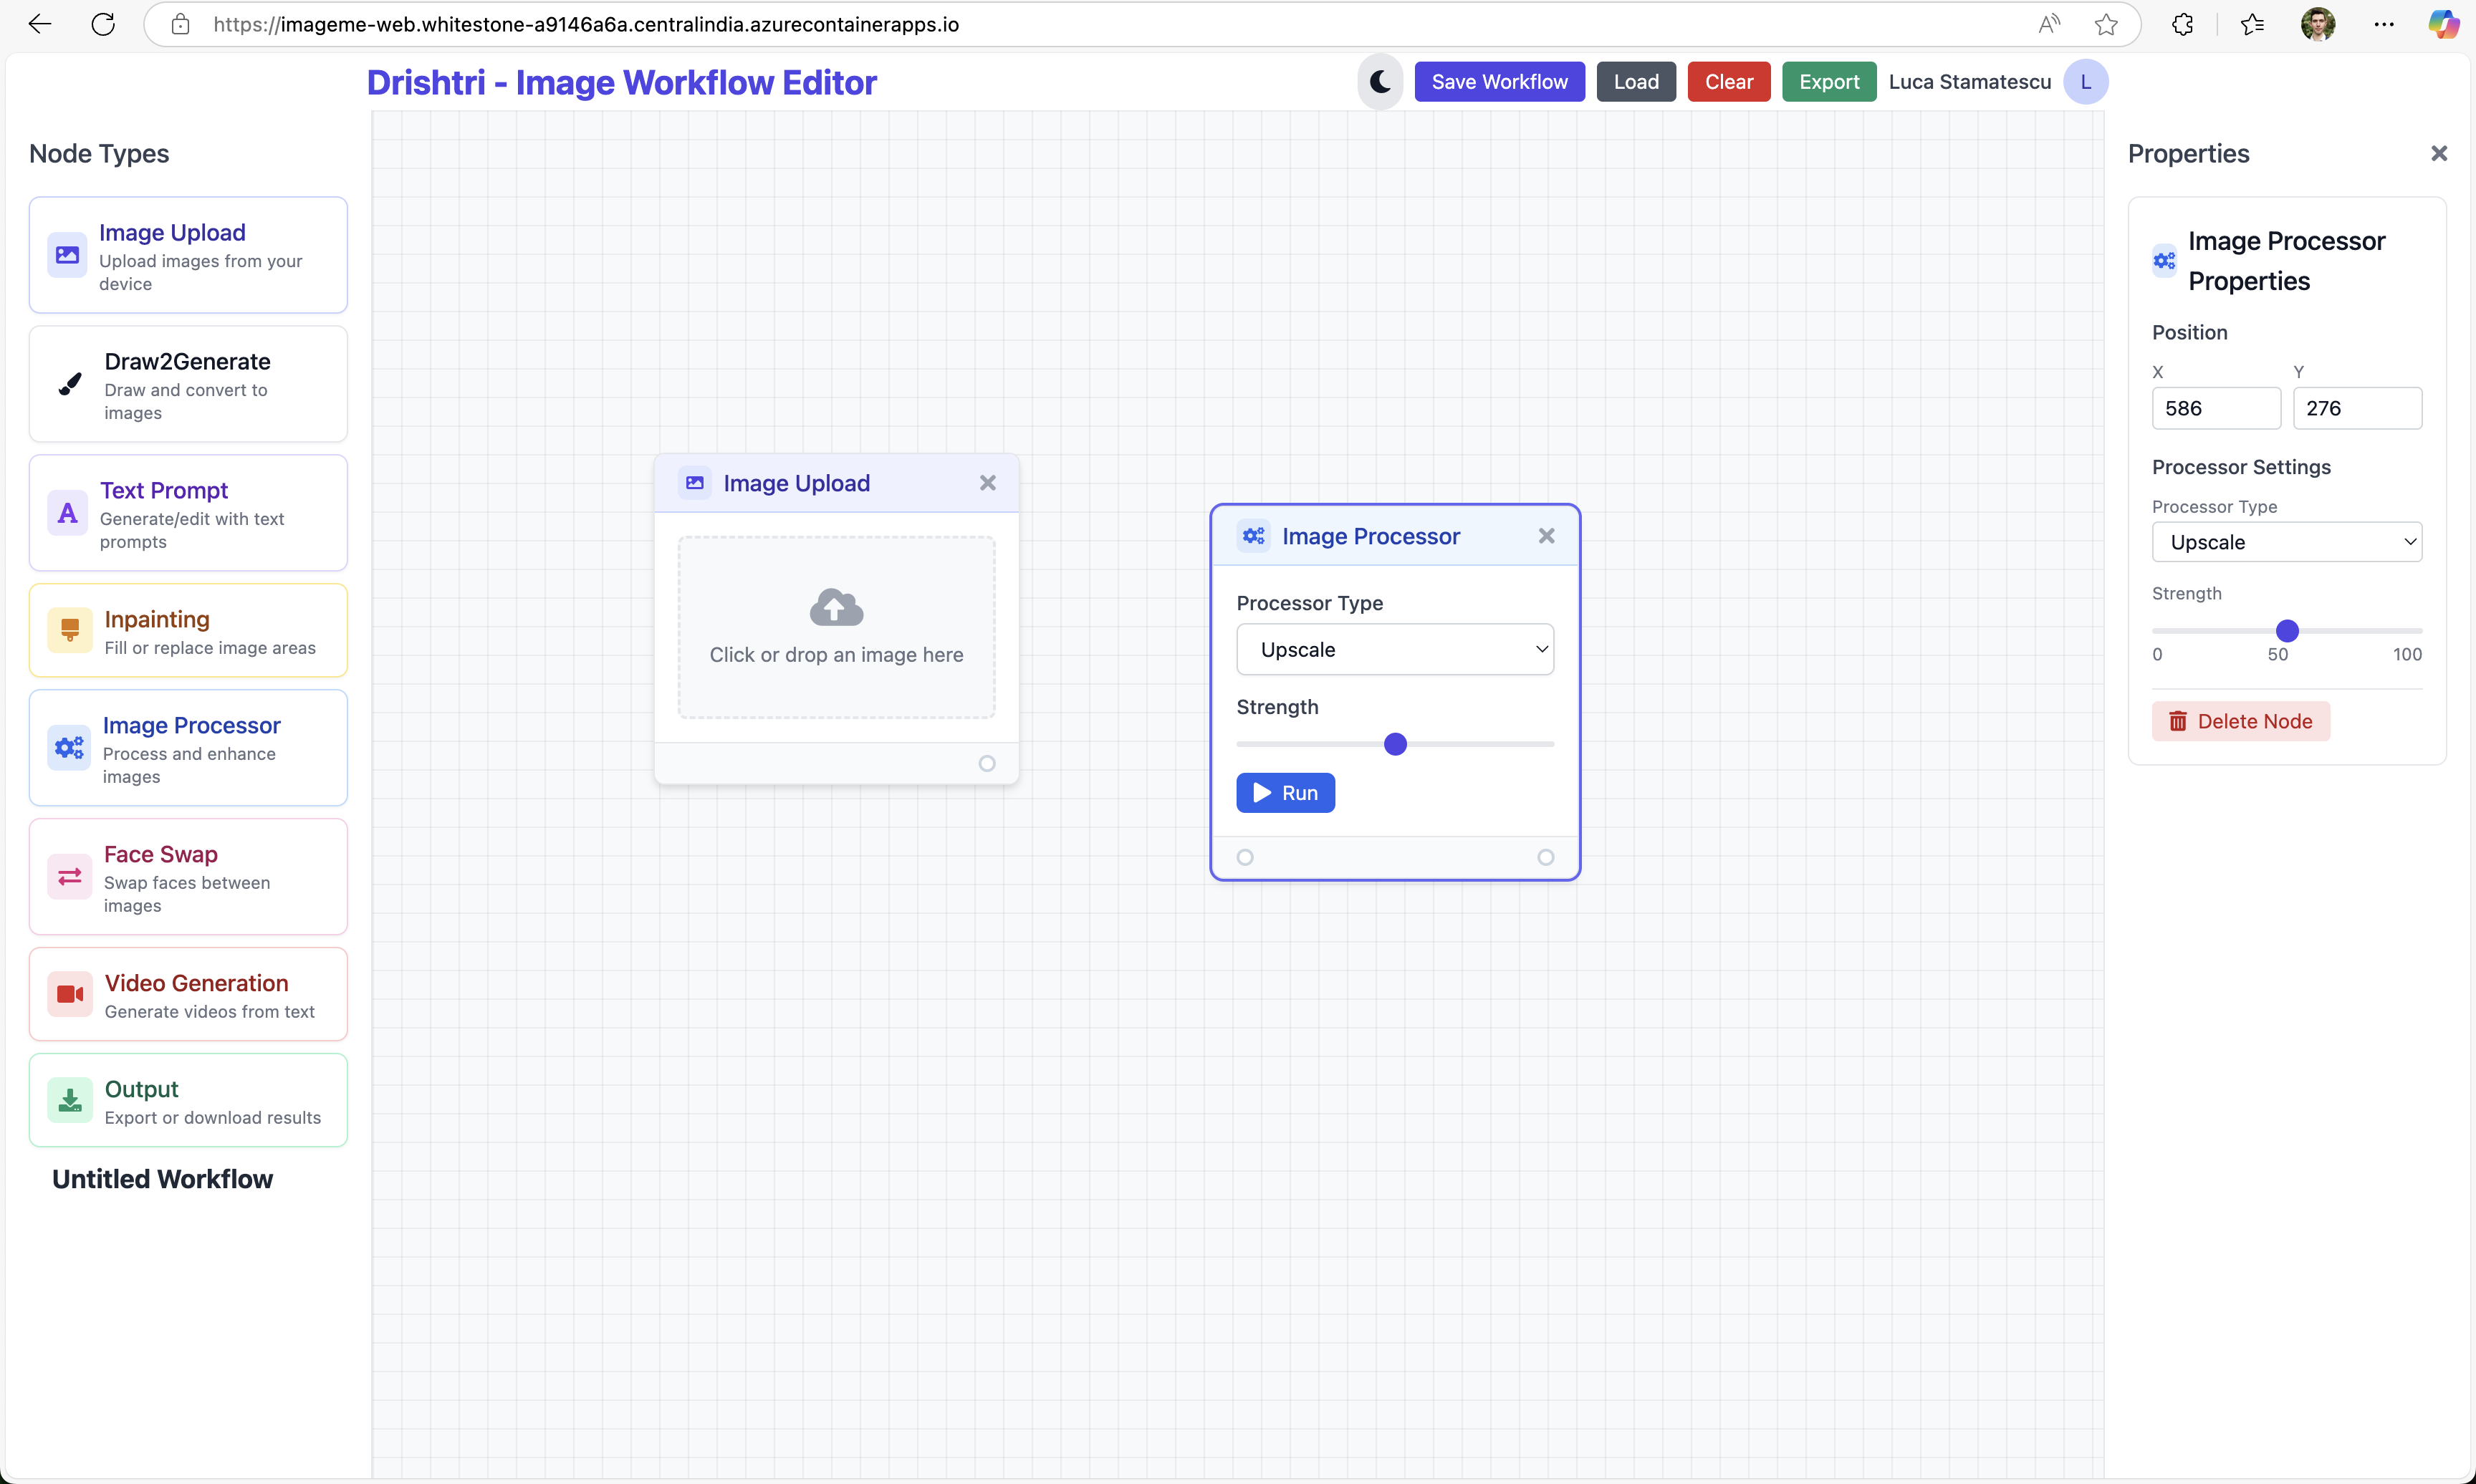 https://imageme-web.whitestone-a9146a6a.centralindia.azurecontainerapps.io
Drishtri - Image Workflow Editor
Save Workflow
Load
Clear
Export
Luca Stamatescu
L
Node Types
Image Upload
Upload images from your
device
Draw2Generate
Draw and convert to
images
A
Text Prompt
Generate/edit with text
prompts
Inpainting
Fill or replace image areas
Image Processor
Process and enhance
images
Face Swap
Swap faces between
images
Video Generation
Generate videos from text
Output
Export or download results
Untitled Workflow
Image Upload
Click or drop an image here
Image Processor
Processor Type
Upscale
Strength
Run
Properties
Image Processor
Properties
Position
X Y
586 276
Processor Settings
Processor Type
Upscale
Strength
0 50 100
Delete Node